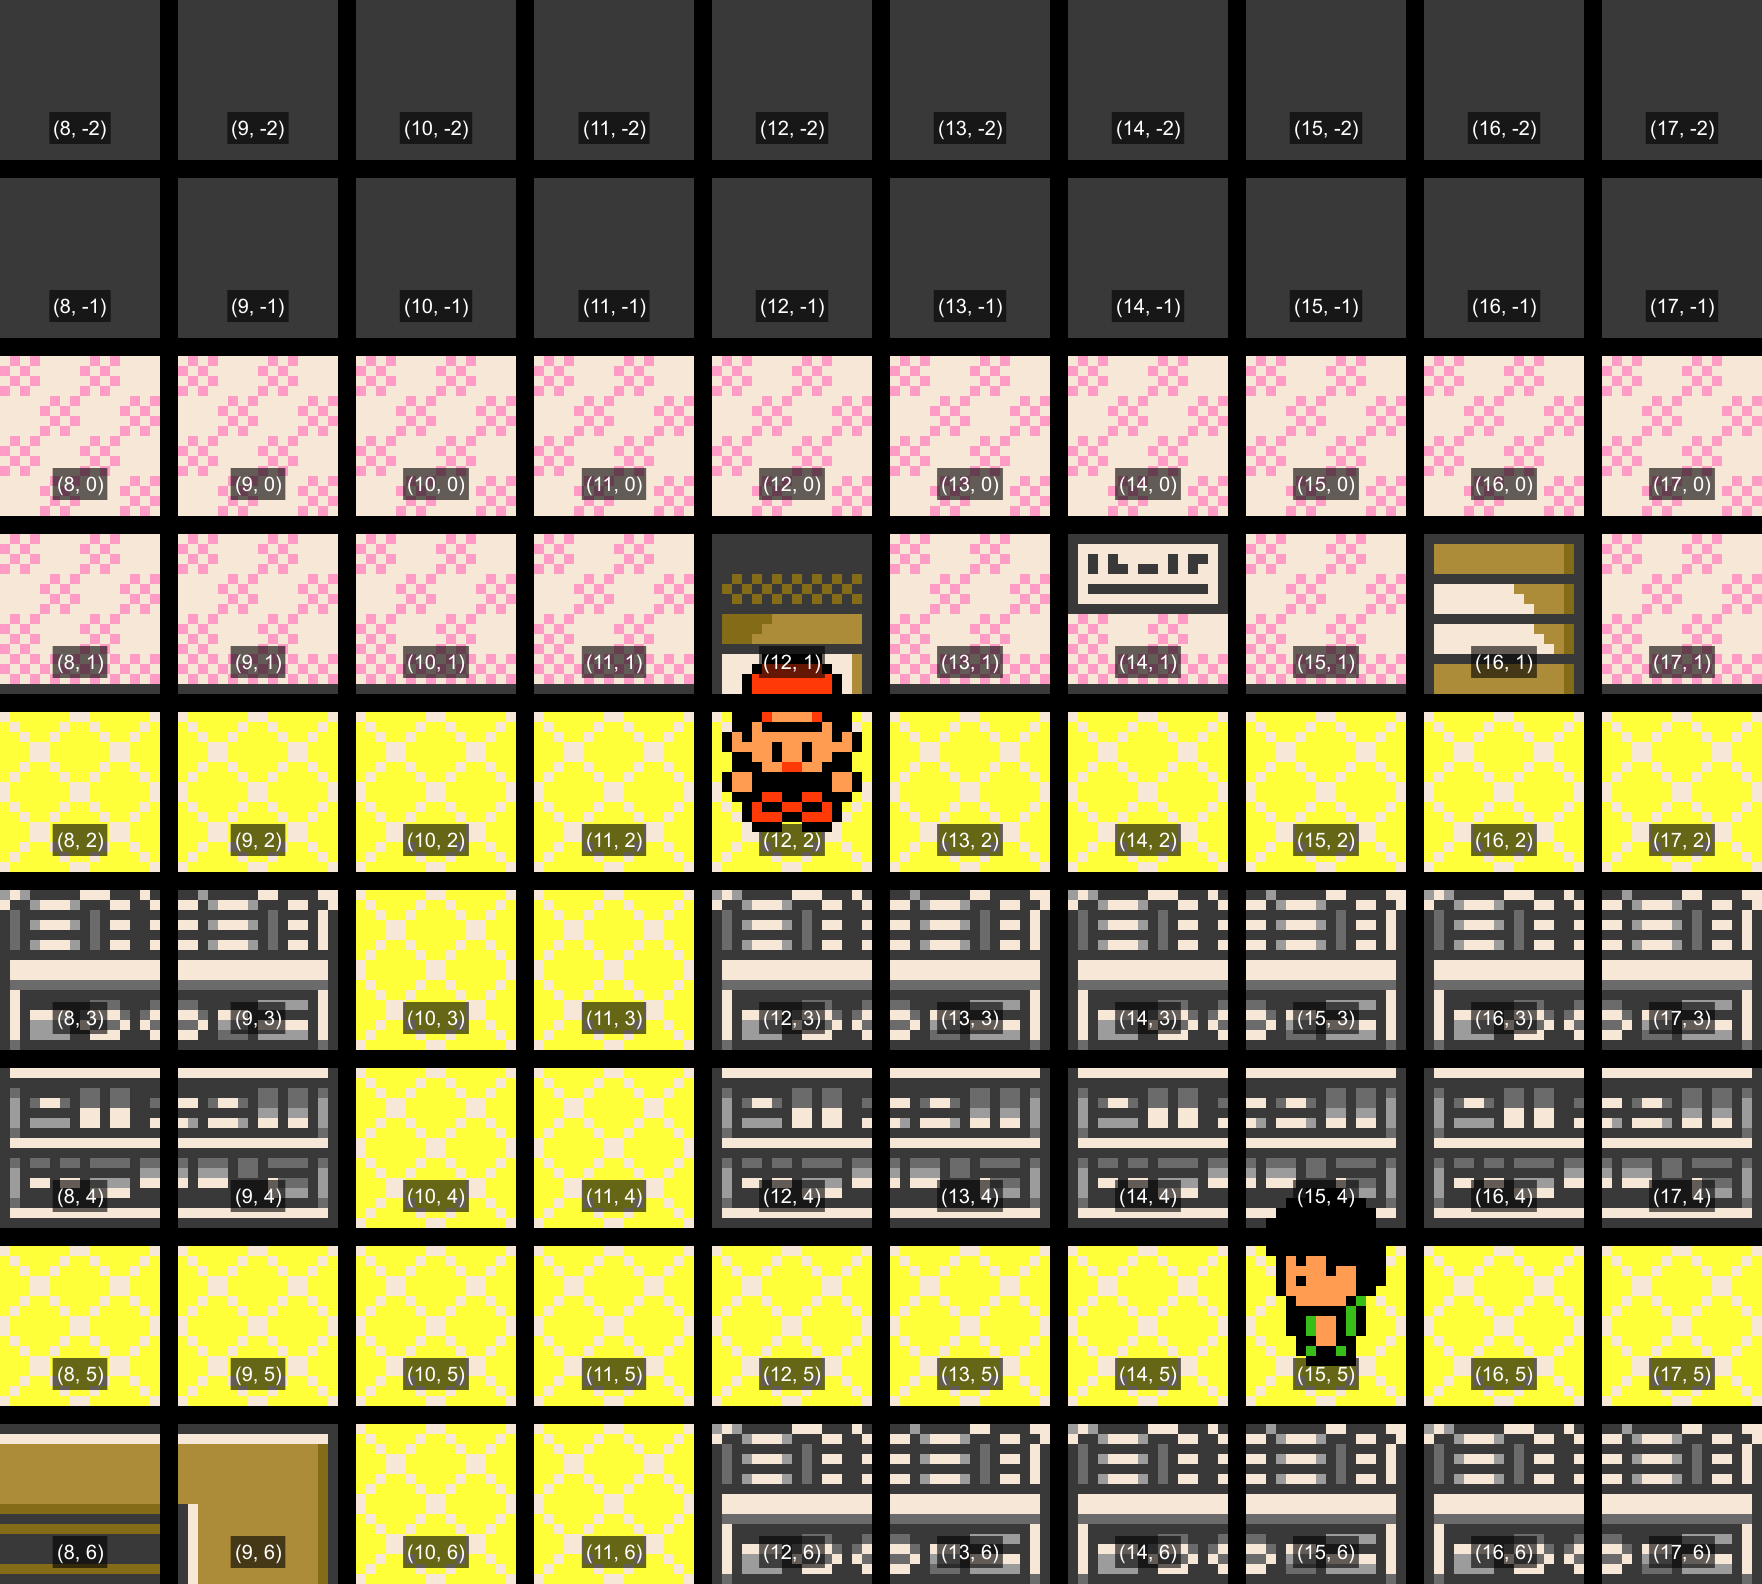 (8, -2) (9, -2) (10, -2) (11, -2) (12, -2) (13, -2) (14, -2) (15, -2) (16, -2) (17, -2)
(8, -1) (9, -1) (10, -1) (11, -1) (12, -1) (13, -1) (14, -1) (15, -1) (16, -1) (17, -1)
(8, 0) (9, 0) (10, 0) (11, 0) (12, 0) (13, 0) (14, 0) (15, 0) (16, 0) (17, 0)
(8, 1) (9, 1) (10, 1) (11, 1) (12, 1) (13, 1) (14, 1) (15, 1) (16, 1) (17, 1)
(8, 2) (9, 2) (10, 2) (11, 2) (12, 2) (13, 2) (14, 2) (15, 2) (16, 2) (17, 2)
(8, 3) (9, 3) (10, 3) (11, 3) (12, 3) (13, 3) (14, 3) (15, 3) (16, 3) (17, 3)
(8, 4) (9, 4) (10, 4) (11, 4) (12, 4) (13, 4) (14, 4) (15, 4) (16, 4) (17, 4)
(8, 5) (9, 5) (10, 5) (11, 5) (12, 5) (13, 5) (14, 5) (15, 5) (16, 5) (17, 5)
(8, 6) (9, 6) (10, 6) (11, 6) (12, 6) (13, 6) (14, 6) (15, 6) (16, 6) (17, 6)